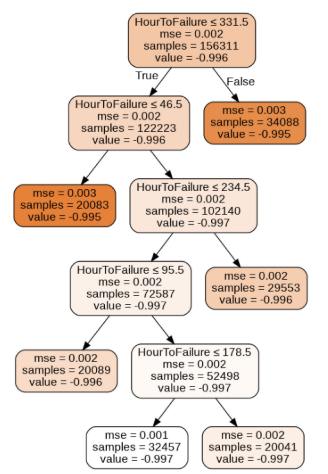 HourToFailure ≤ 331.5
mse = 0.002
samples = 156311
value = -0.996
True
False
HourToFailure ≤ 46.5
mse = 0.002
samples = 122223
value = -0.996
mse = 0.003
samples = 34088
value = -0.995
mse = 0.003
samples = 20083
value = -0.995
HourToFailure ≤ 234.5
mse = 0.002
samples = 102140
value = -0.997
HourToFailure ≤ 95.5
mse = 0.002
samples = 72587
value = -0.997
mse = 0.002
samples = 29553
value = -0.996
mse = 0.002
samples = 20089
value = -0.996
HourToFailure ≤ 178.5
mse = 0.002
samples = 52498
value = -0.997
mse = 0.001
samples = 32457
value = -0.997
mse = 0.002
samples = 20041
value = -0.997